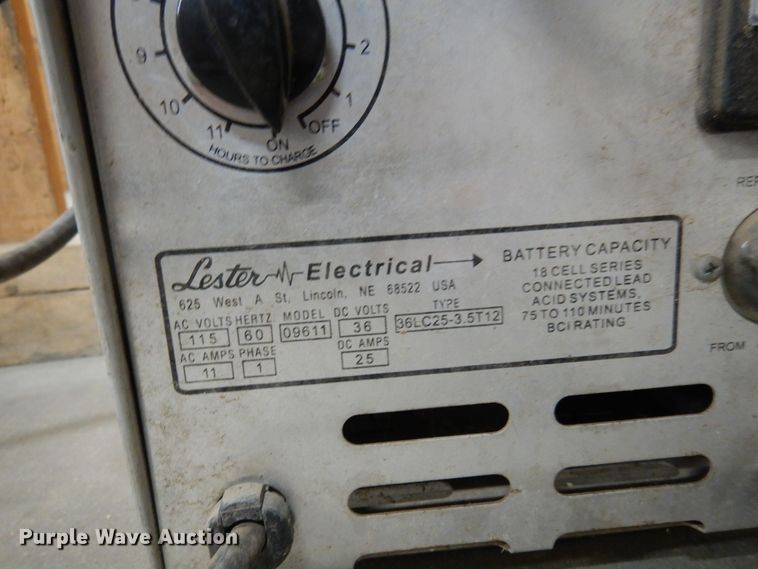 2
9
1
10
11
OFF
ON
HOURS TO CHARGE
Lester Electrical
625 West A St. Lincoln, NE 68522 USA
AC VOLTS HERTZ MODEL DC VOLTS TYPE
115 60 09611 36 36LC25-3.5T12
AC AMPS PHASE DC AMPS
11 1 25
BATTERY CAPACITY
18 CELL SERIES
CONNECTED LEAD
ACID SYSTEMS.
75 TO 110 MINUTES
BCI RATING
FROM
Purple Wave Auction